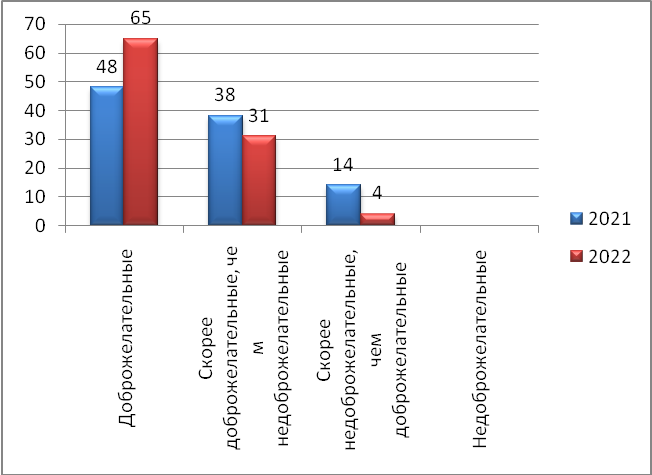 70
60
50
40
30
20
10
0
48
65
38
31
14
4
Доброжелательные
Скорее
доброжелательные, че
м
недоброжелательные
Скорее
недоброжелательные,
чем
доброжелательные
Недоброжелательные
2021
2022